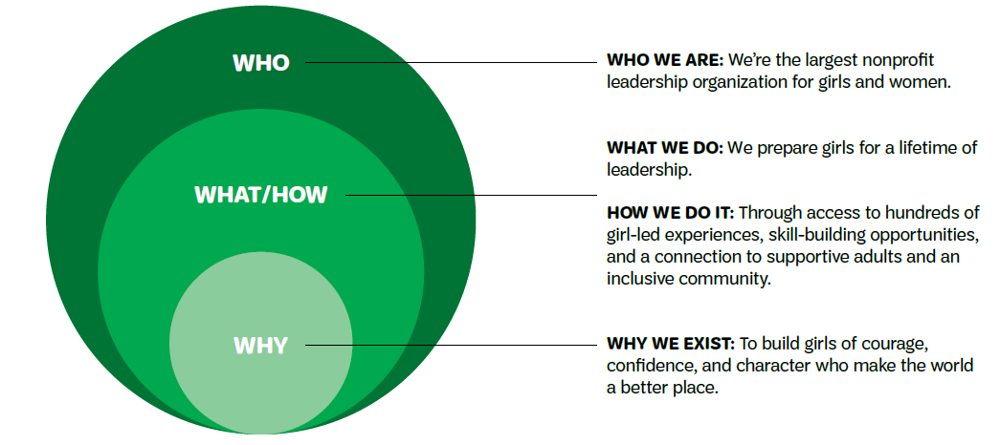 WHO
WHO WE ARE: We’re the largest nonprofit
leadership organization for girls and women.
WHAT/HOW
WHAT WE DO: We prepare girls for a lifetime of
leadership.
HOW WE DO IT: Through access to hundreds of
girl-led experiences, skill-building opportunities,
and a connection to supportive adults and an
inclusive community.
WHY
WHY WE EXIST: To build girls of courage,
confidence, and character who make the world
a better place.